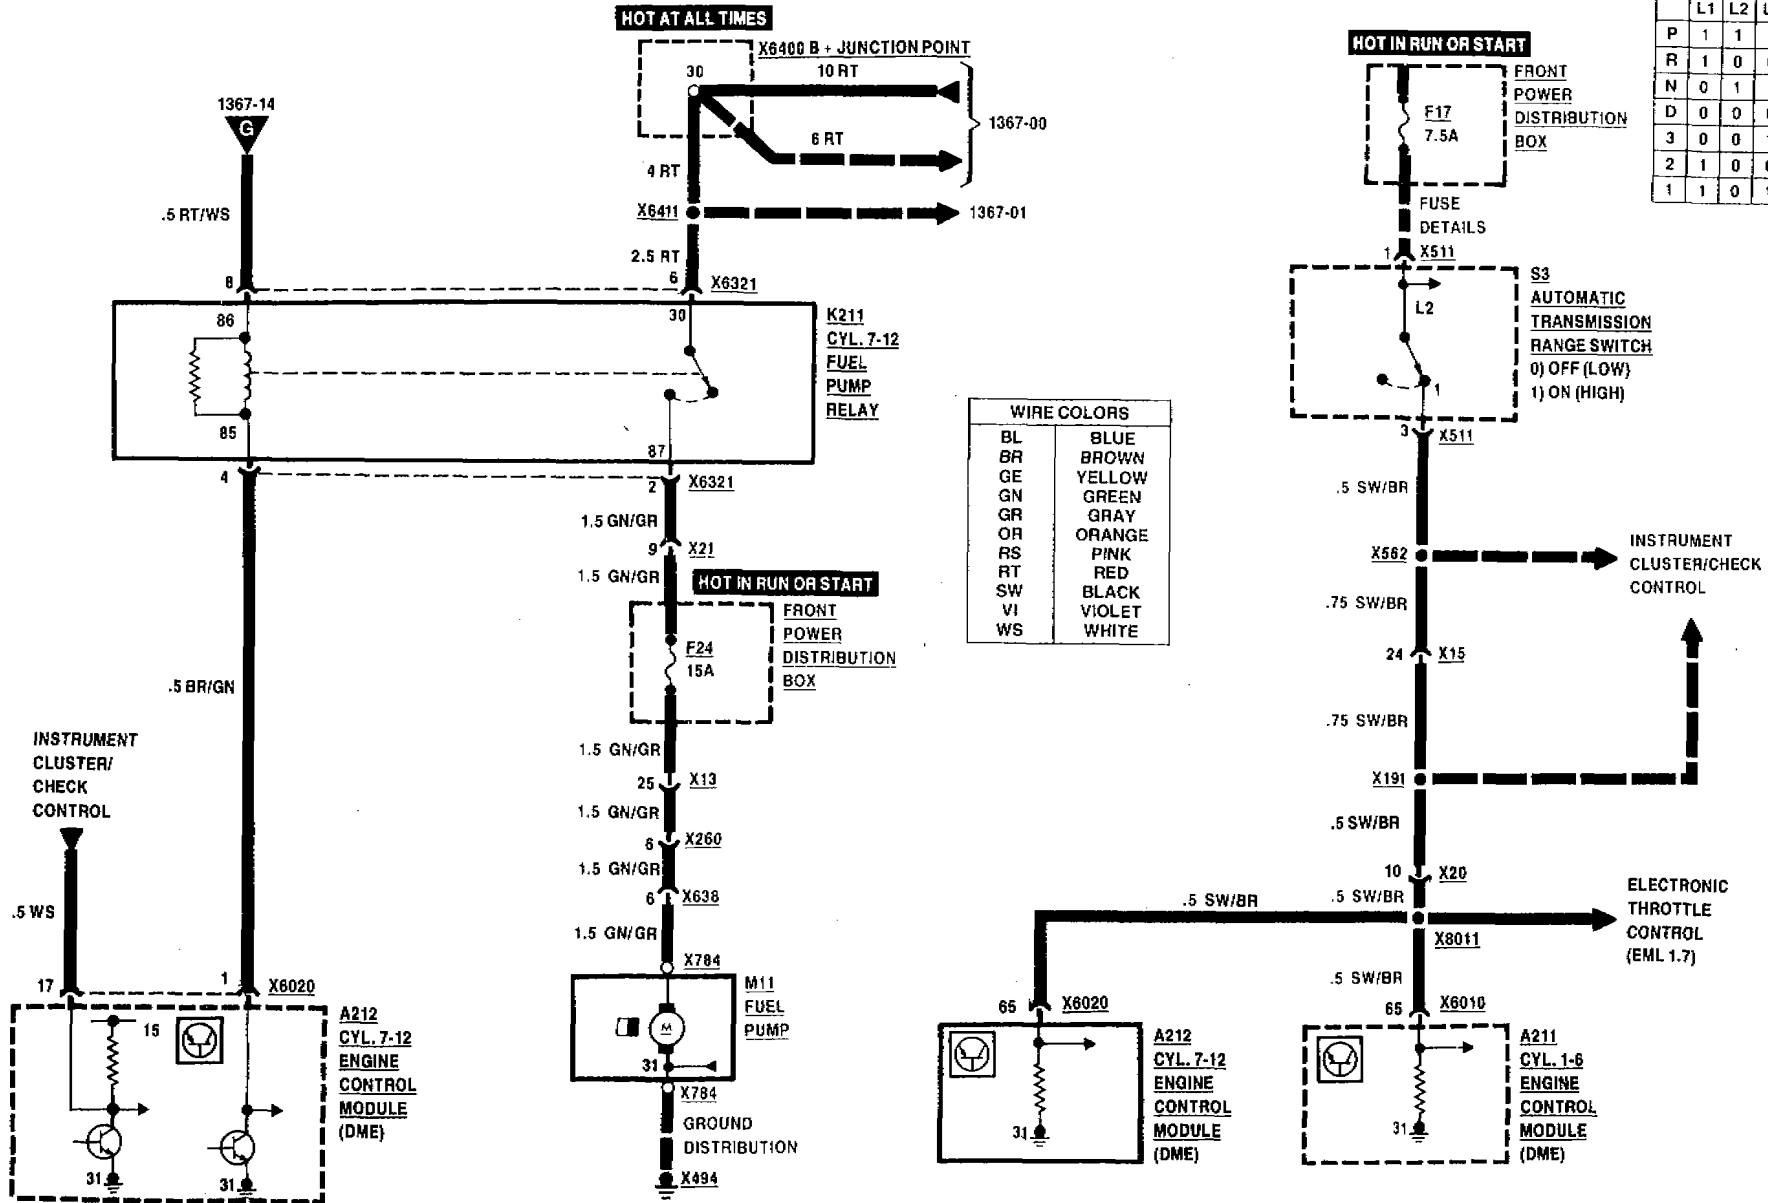 HOT AT ALL TIMES
X6400 B + JUNCTION POINT
30
10 RT
6 RT
1367-00
4 RT
X6411
1367-01
2.5 RT
6
X6321
1367-14
G
.5 RT/WS
8
86
30
85
87
K211
CYL. 7-12
FUEL
PUMP
RELAY
4
2
X6321
1.5 GN/GR
9
X21
1.5 GN/GR
HOT IN RUN OR START
F24
15A
FRONT
POWER
DISTRIBUTION
BOX
1.5 GN/GR
25
X13
1.5 GN/GR
6
X260
1.5 GN/GR
6
X638
1.5 GN/GR
X784
M
31
M11
FUEL
PUMP
X784
GROUND
DISTRIBUTION
X494
.5 BR/GN
INSTRUMENT
CLUSTER/
CHECK
CONTROL
.5 WS
17
1
X6020
15
31
31
A212
CYL. 7-12
ENGINE
CONTROL
MODULE
(DME)
WIRE COLORS
BL BLUE
BR BROWN
GE YELLOW
GN GREEN
GR GRAY
OR ORANGE
RS PINK
RT RED
SW BLACK
VI VIOLET
WS WHITE
HOT IN RUN OR START
F17
7.5A
FRONT
POWER
DISTRIBUTION
BOX
FUSE
DETAILS
1
X511
L2
1
S3
AUTOMATIC
TRANSMISSION
RANGE SWITCH
0) OFF (LOW)
1) ON (HIGH)
3
X511
.5 SW/BR
X562
INSTRUMENT
CLUSTER/CHECK
CONTROL
.75 SW/BR
24
X15
.75 SW/BR
X191
.5 SW/BR
10
X20
.5 SW/BR
.5 SW/BR
X8011
ELECTRONIC
THROTTLE
CONTROL
(EML 1.7)
.5 SW/BR
65
X6020
31
A212
CYL. 7-12
ENGINE
CONTROL
MODULE
(DME)
65
X6010
31
A211
CYL. 1-6
ENGINE
CONTROL
MODULE
(DME)
L1 L2
P 1 1
R 1 0
N 0 1
D 0 0
3 0 0
2 1 0
1 1 0